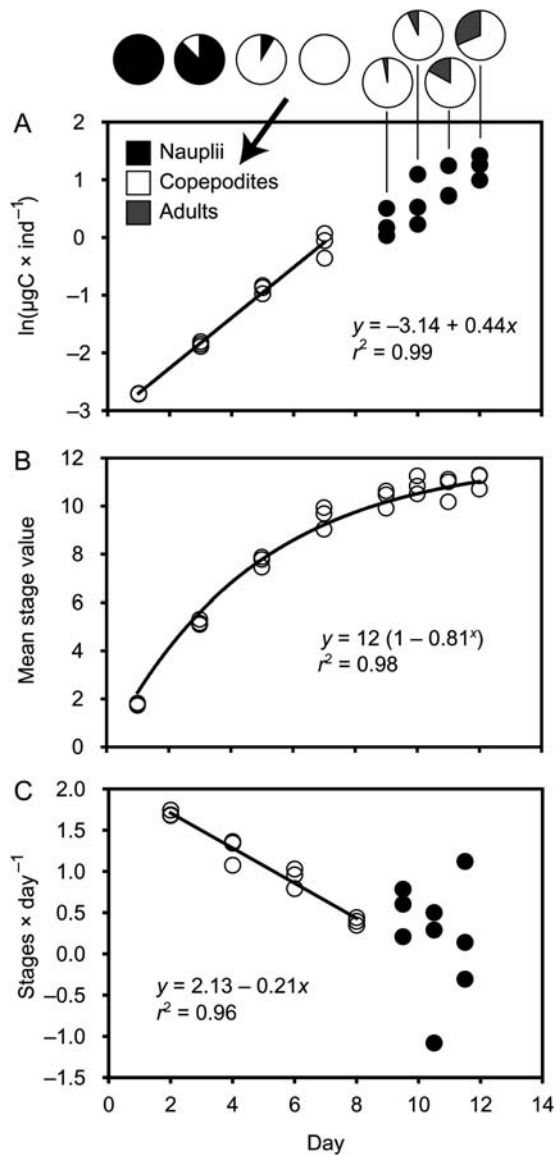 A
2
1
0
–1
–2
–3
ln(µgC × ind⁻¹)
Nauplii
Copepodites
Adults
y = –3.14 + 0.44x
r² = 0.99
B
12
10
8
6
4
2
0
Mean stage value
y = 12 (1 – 0.81ˣ)
r² = 0.98
C
2.0
1.5
1.0
0.5
0.0
–0.5
–1.0
–1.5
Stages × day⁻¹
y = 2.13 – 0.21x
r² = 0.96
0 2 4 6 8 10 12 14
Day